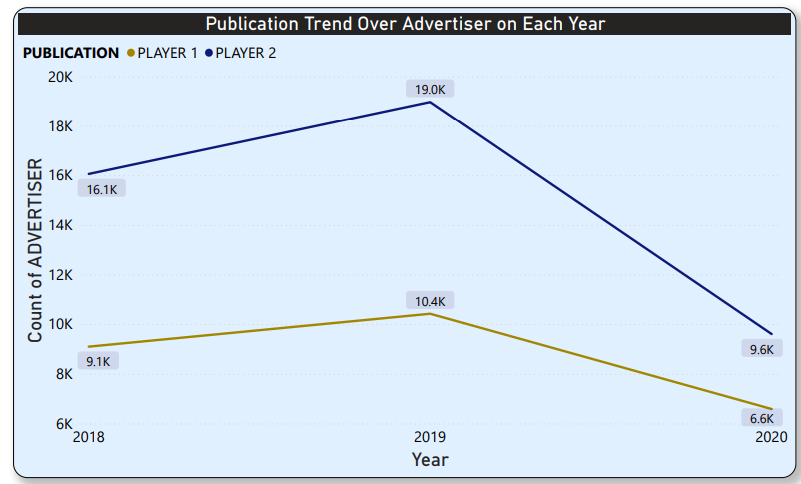 Publication Trend Over Advertiser on Each Year
PUBLICATION PLAYER 1 PLAYER 2
20K
19.0K
18K
16K
16.1K
14K
12K
10.4K
10K
9.6K
9.1K
8K
6.6K
6K
Count of ADVERTISER
2018 2019 2020
Year